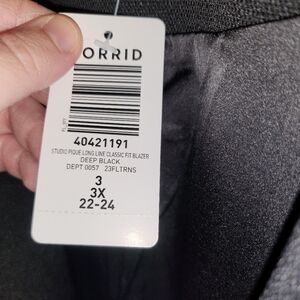 ORRID
40421191
STUDIO PIQUE LONG LINE CLASSIC FIT BLAZER
DEEP BLACK
DEPT 0057 23FLTRNS
3
3X
22-24